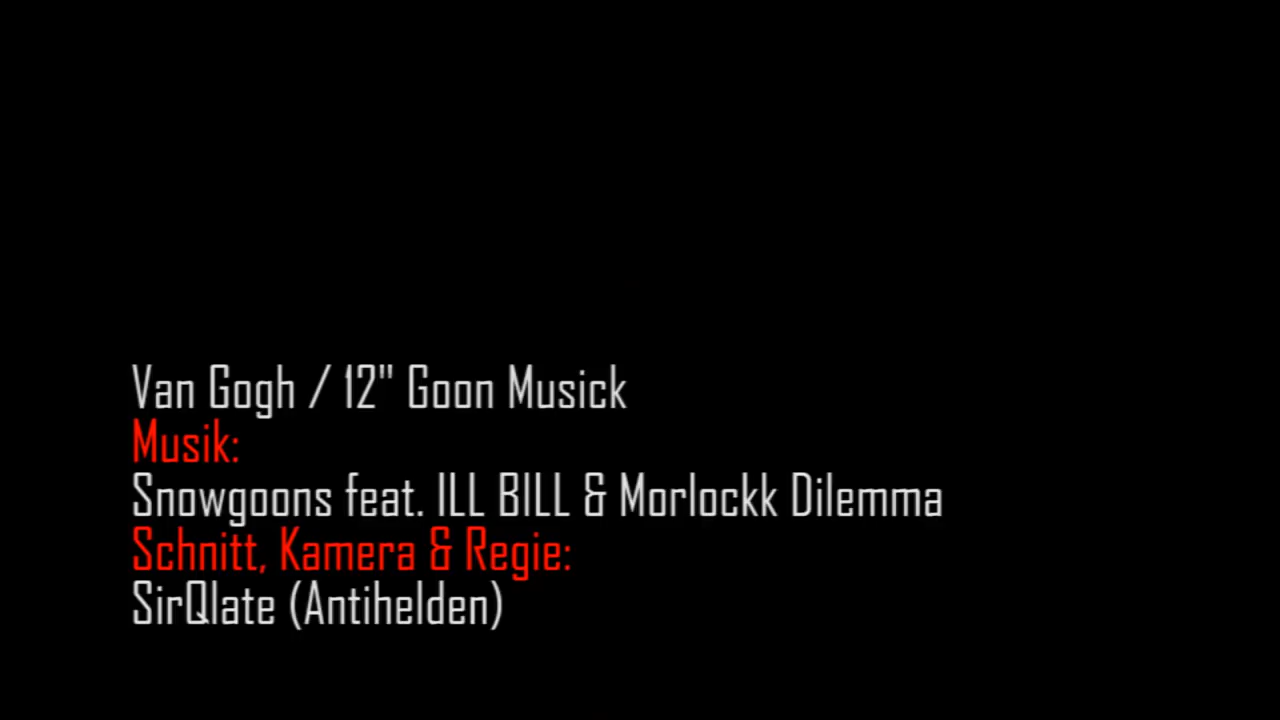 Van Gogh / 12" Goon Musick
Musik:
Snowgoons feat. ILL BILL & Morlockk Dilemma
Schnitt, Kamera & Regie:
SirQlate (Antihelden)